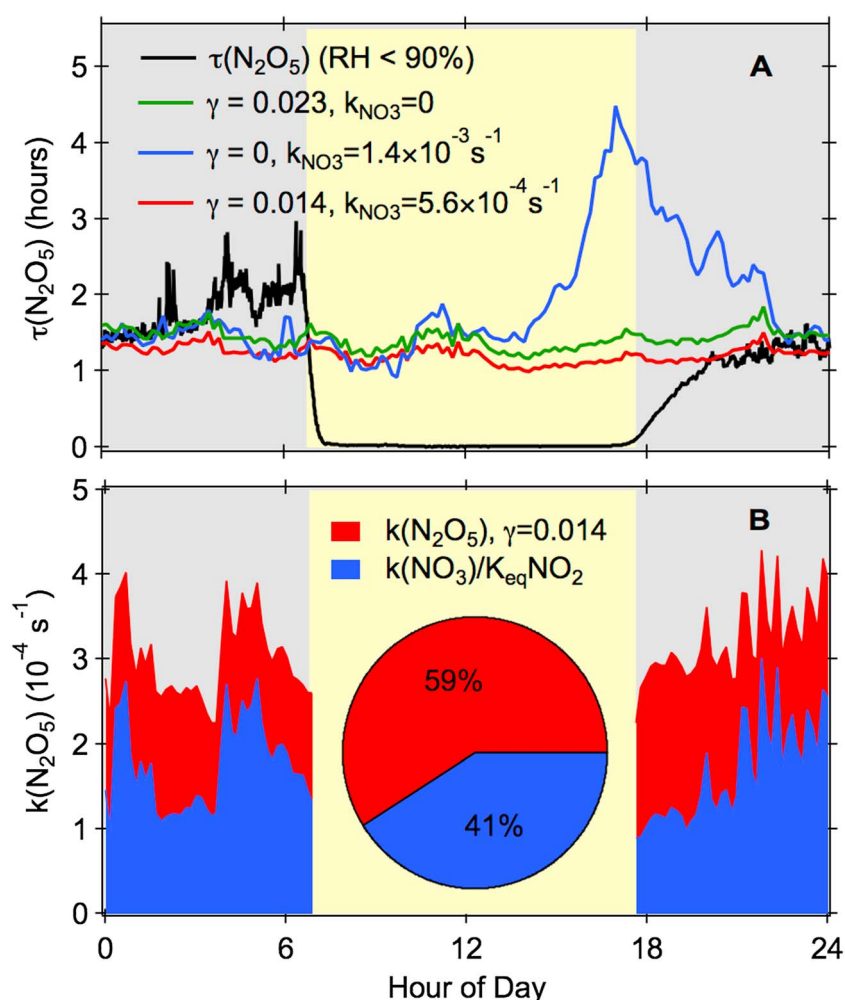 τ(N₂O₅) (hours)
5
4
3
2
1
0
A
τ(N₂O₅) (RH < 90%)
γ = 0.023, kNO3=0
γ = 0, kNO3=1.4×10⁻³s⁻¹
γ = 0.014, kNO3=5.6×10⁻⁴s⁻¹
k(N₂O₅) (10⁻⁴ s⁻¹)
5
4
3
2
1
0
B
k(N₂O₅), γ=0.014
k(NO₃)/KeqNO₂
59%
41%
0 6 12 18 24
Hour of Day